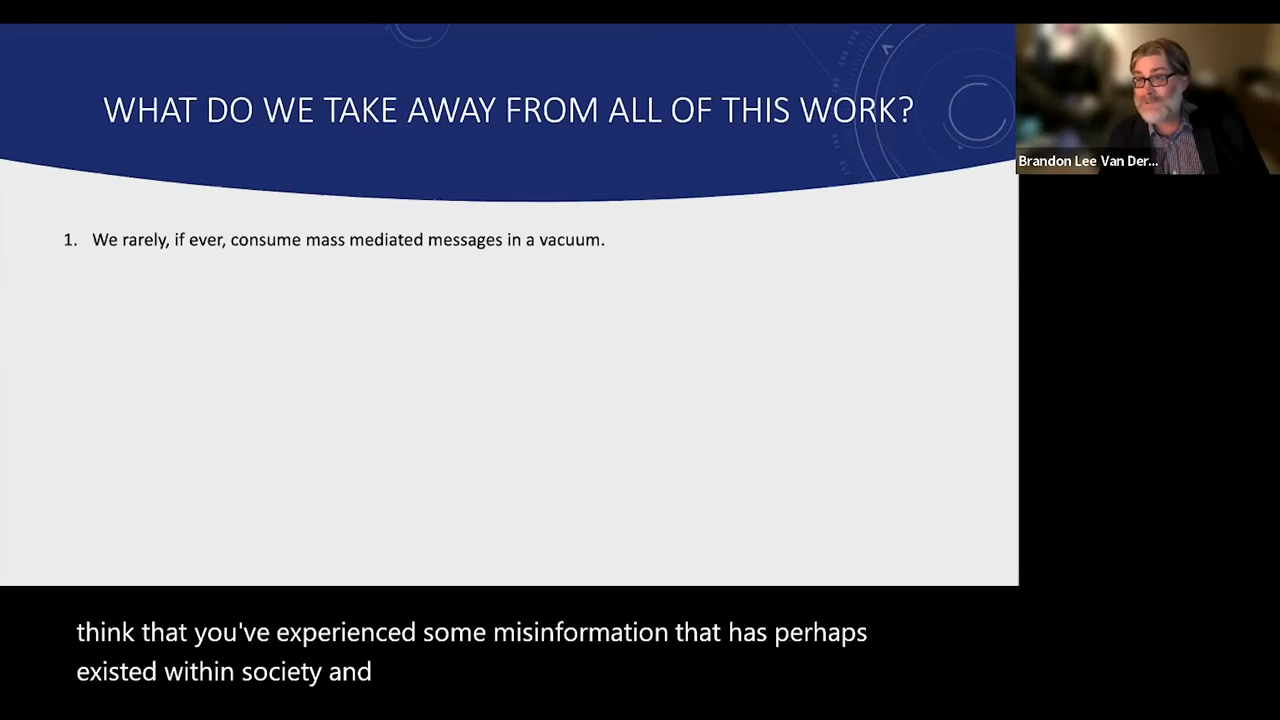 WHAT DO WE TAKE AWAY FROM ALL OF THIS WORK?
Brandon Lee Van Der...
1. We rarely, if ever, consume mass mediated messages in a vacuum.
think that you've experienced some misinformation that has perhaps
existed within society and